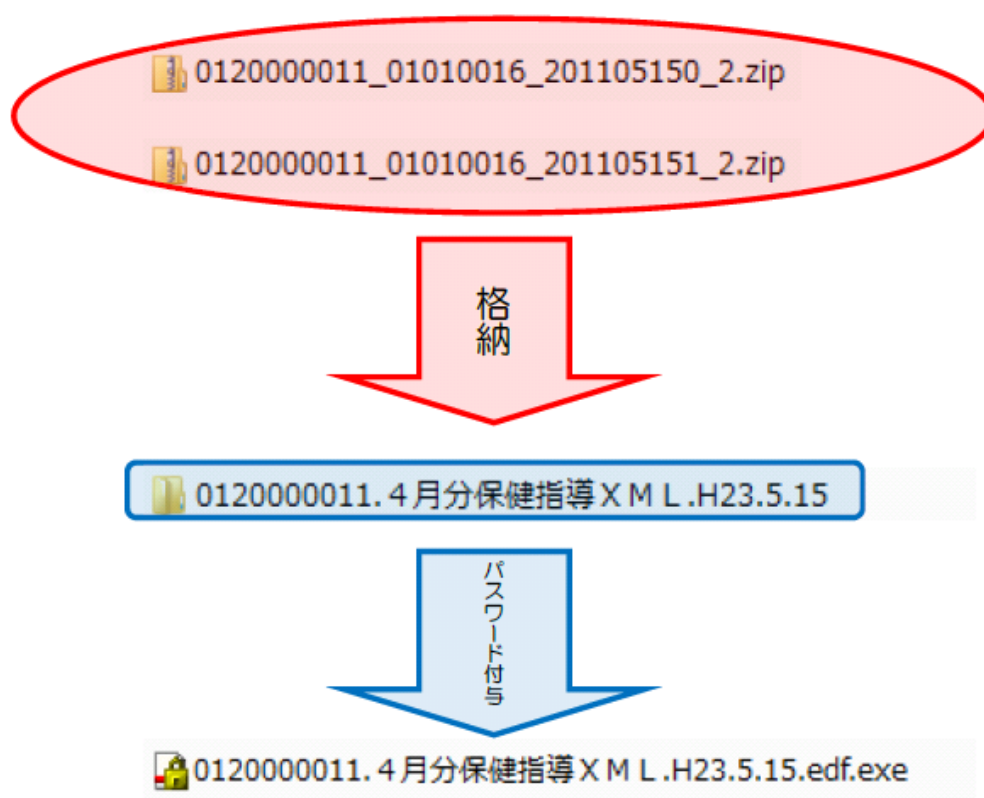 0120000011_01010016_201105150_2.zip
0120000011_01010016_201105151_2.zip
格納
0120000011.４月分保健指導ＸＭＬ.H23.5.15
パスワード付与
0120000011.４月分保健指導ＸＭＬ.H23.5.15.edf.exe